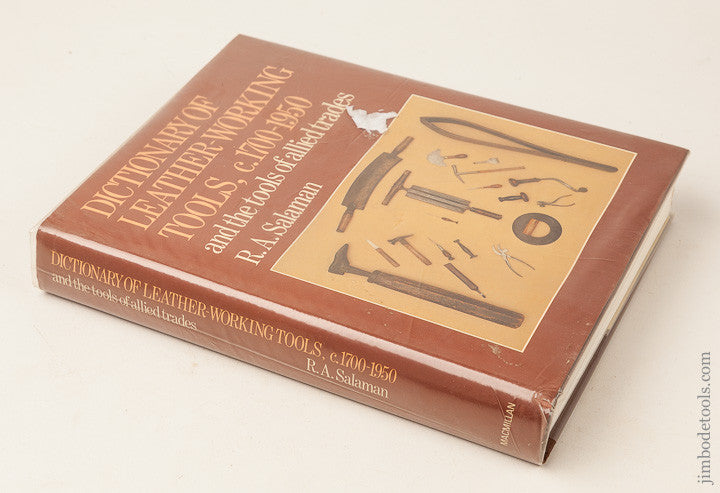 DICTIONARY OF
LEATHER-WORKING
TOOLS, c.1700-1950
and the tools of allied trades
R.A. Salaman
DICTIONARY OF LEATHER-WORKING TOOLS, c.1700-1950
and the tools of allied trades
R.A. Salaman
MACMILLAN
jimbodetools.com